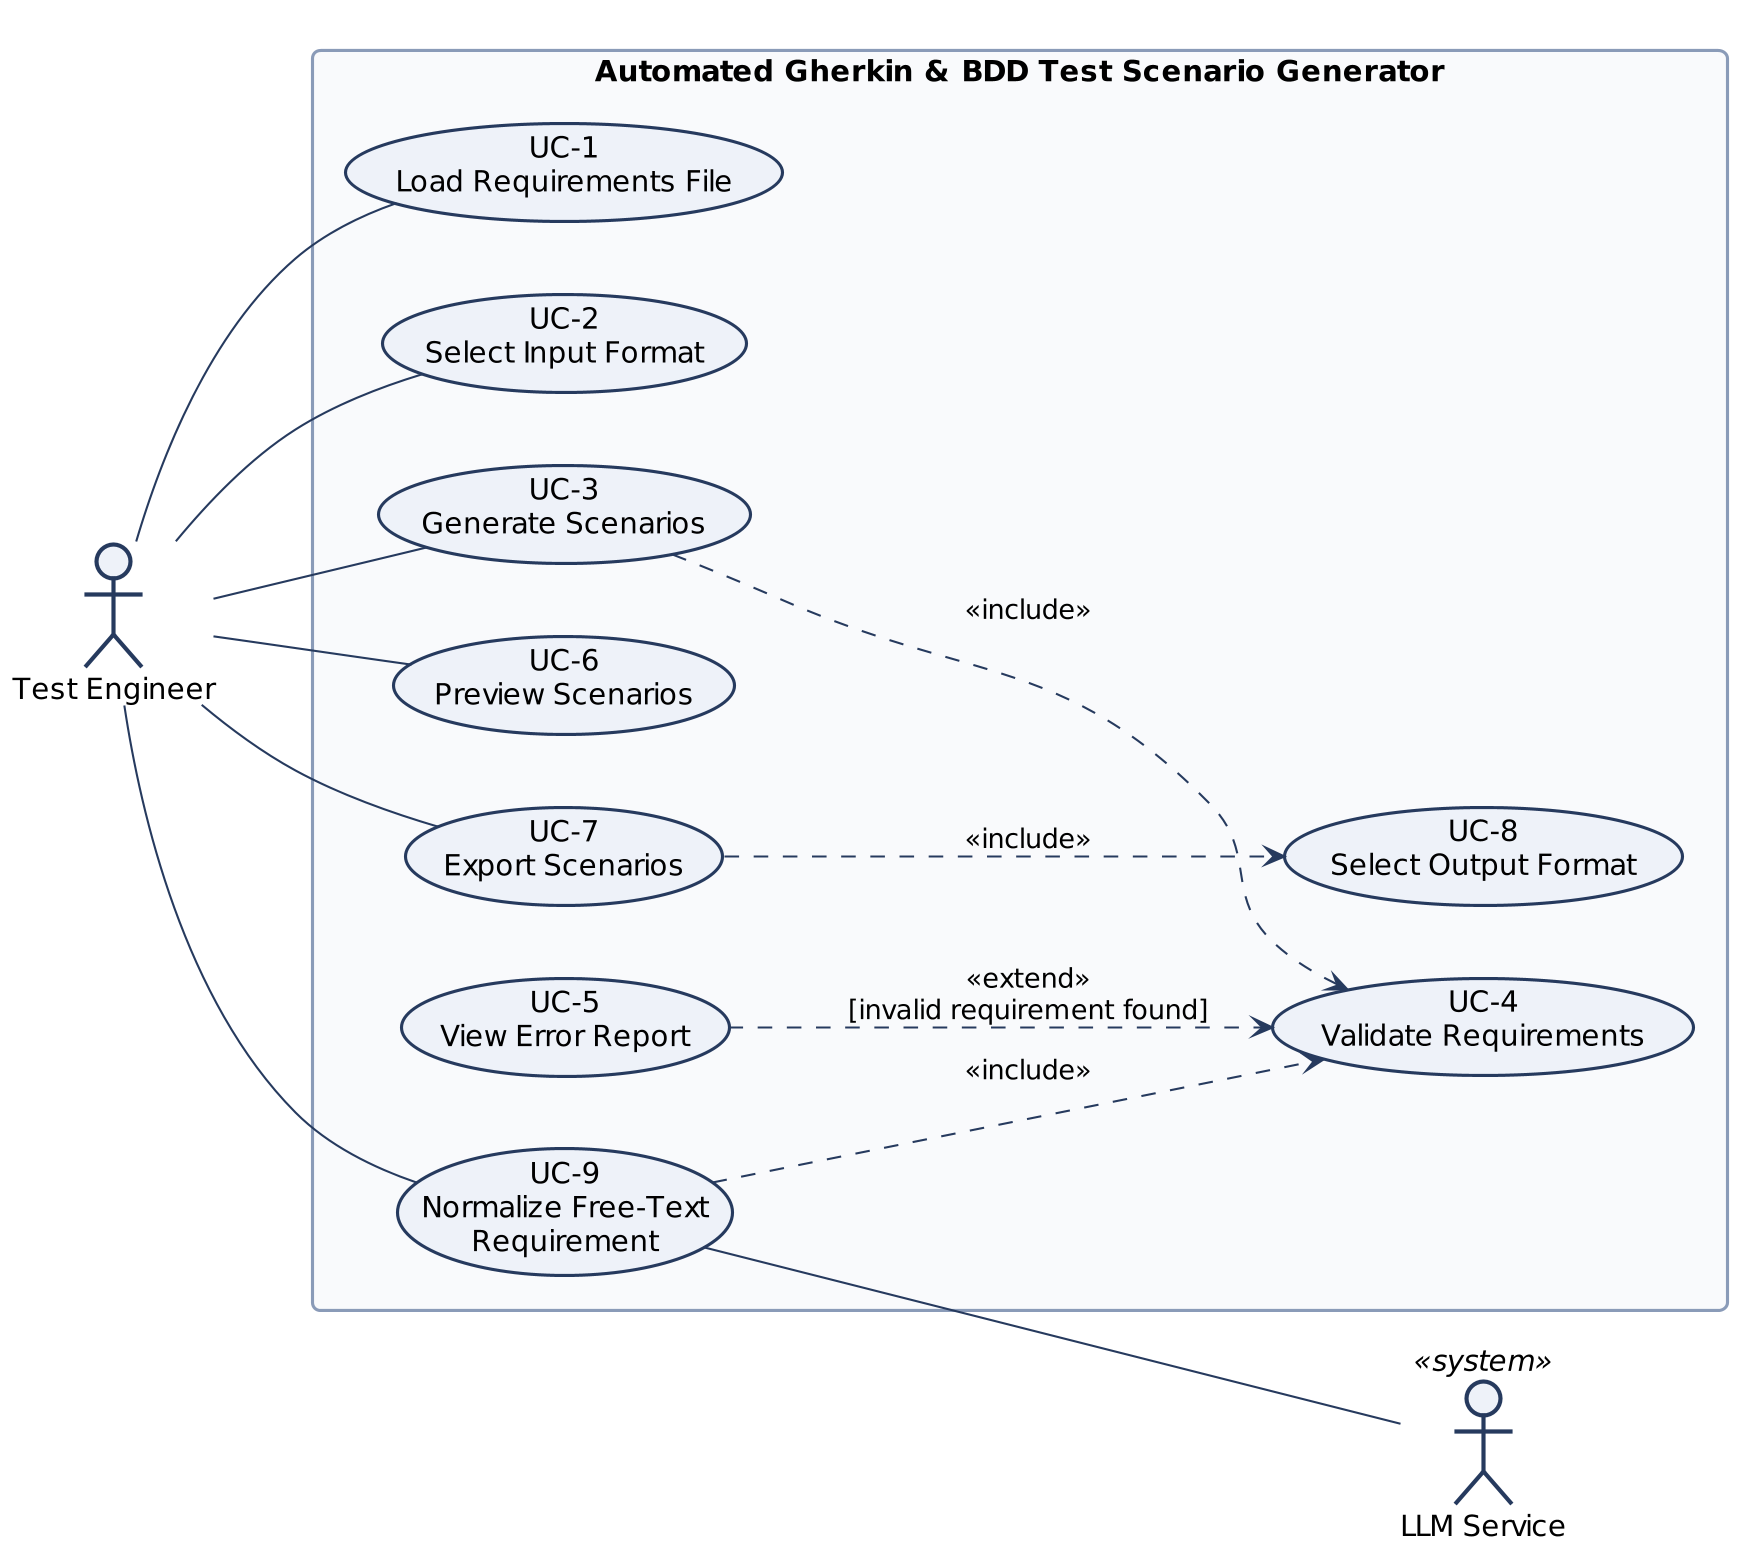 Automated Gherkin & BDD Test Scenario Generator
UC-1
Load Requirements File
UC-2
Select Input Format
UC-3
Generate Scenarios
«include»
UC-6
Preview Scenarios
Test Engineer
UC-7
Export Scenarios
«include»
UC-8
Select Output Format
UC-5
View Error Report
«extend»
[invalid requirement found]
UC-4
Validate Requirements
«include»
UC-9
Normalize Free-Text
Requirement
«system»
LLM Service